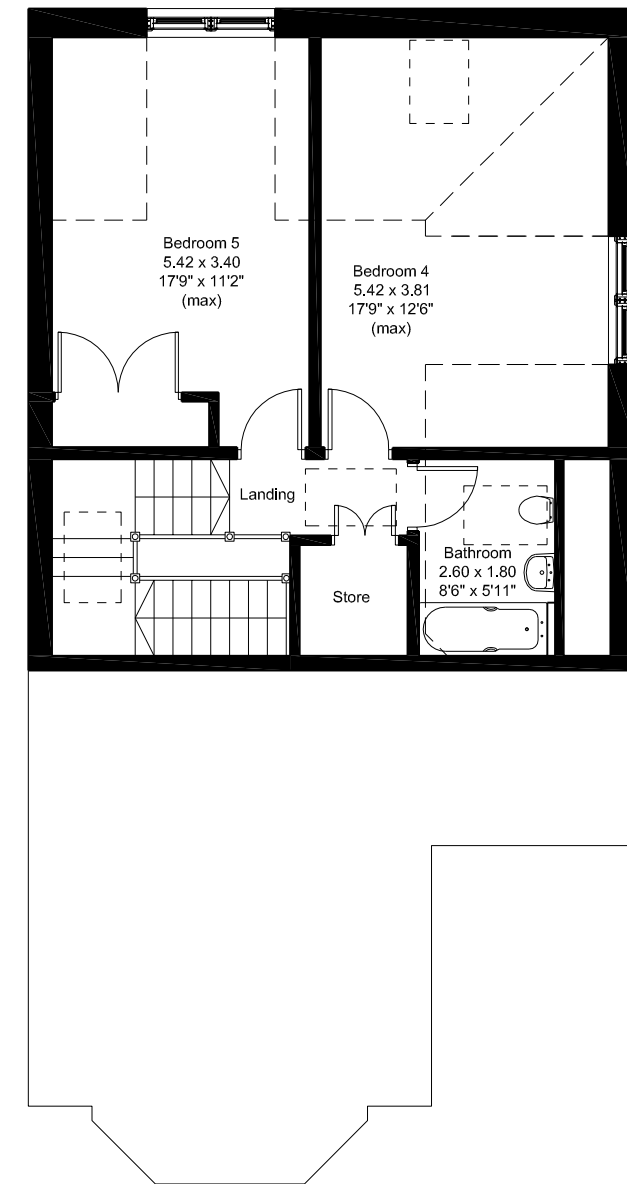 Bedroom 5
5.42 x 3.40
17'9" x 11'2"
(max)
Bedroom 4
5.42 x 3.81
17'9" x 12'6"
(max)
Landing
Bathroom
2.60 x 1.80
8'6" x 5'11"
Store